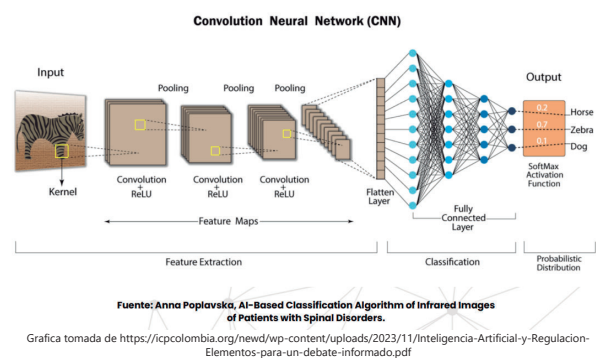 Convolution Neural Network (CNN)
Input
Pooling
Pooling
Pooling
Output
Kernel
Convolution
+
ReLU
Convolution
+
ReLU
Convolution
+
ReLU
Feature Maps
Flatten
Layer
Fully
Connected
Layer
0.2
0.7
0.1
Horse
Zebra
Dog
SoftMax
Activation
Function
Feature Extraction
Classification
Probabilistic
Distribution
Fuente: Anna Poplavska, AI-Based Classification Algorithm of Infrared Images
of Patients with Spinal Disorders.
Grafica tomada de https://icpcolombia.org/newd/wp-content/uploads/2023/11/Inteligencia-Artificial-y-Regulacion-
Elementos-para-un-debate-informado.pdf